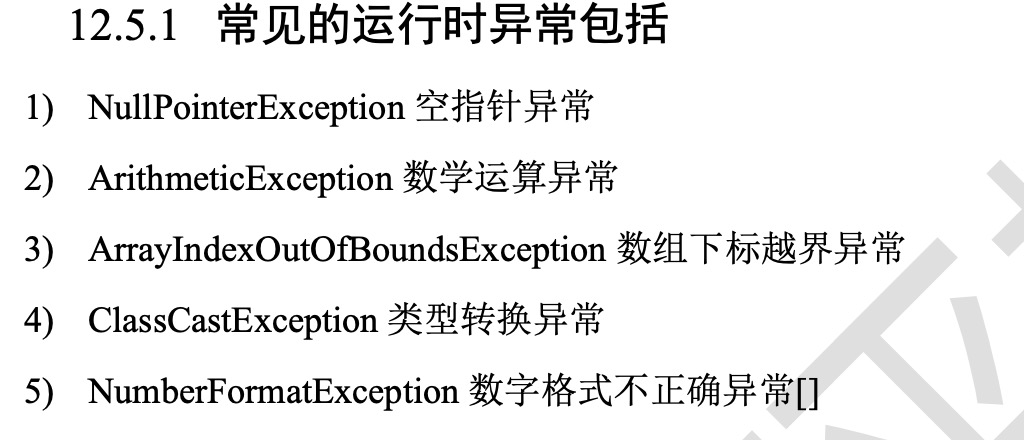 12.5.1 常见的运行时异常包括
1) NullPointerException 空指针异常
2) ArithmeticException 数学运算异常
3) ArrayIndexOutOfBoundsException 数组下标越界异常
4) ClassCastException 类型转换异常
5) NumberFormatException 数字格式不正确异常[]